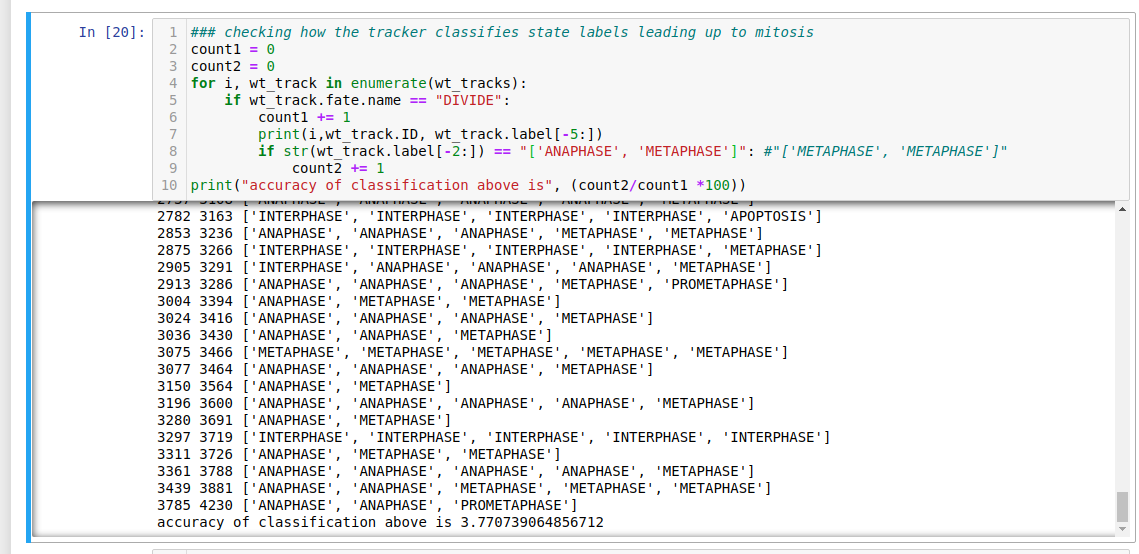 In [20]:
1 ### checking how the tracker classifies state labels leading up to mitosis
2 count1 = 0
3 count2 = 0
4 for i, wt_track in enumerate(wt_tracks):
5     if wt_track.fate.name == "DIVIDE":
6         count1 += 1
7         print(i,wt_track.ID, wt_track.label[-5:])
8         if str(wt_track.label[-2:]) == "['ANAPHASE', 'METAPHASE']": #"['METAPHASE', 'METAPHASE']"
9             count2 += 1
10 print("accuracy of classification above is", (count2/count1 *100))
2782 3163 ['INTERPHASE', 'INTERPHASE', 'INTERPHASE', 'INTERPHASE', 'APOPTOSIS']
2853 3236 ['ANAPHASE', 'ANAPHASE', 'ANAPHASE', 'METAPHASE', 'METAPHASE']
2875 3266 ['INTERPHASE', 'INTERPHASE', 'INTERPHASE', 'INTERPHASE', 'METAPHASE']
2905 3291 ['INTERPHASE', 'ANAPHASE', 'ANAPHASE', 'ANAPHASE', 'METAPHASE']
2913 3286 ['ANAPHASE', 'ANAPHASE', 'ANAPHASE', 'METAPHASE', 'PROMETAPHASE']
3004 3394 ['ANAPHASE', 'METAPHASE', 'METAPHASE']
3024 3416 ['ANAPHASE', 'ANAPHASE', 'ANAPHASE', 'METAPHASE']
3036 3430 ['ANAPHASE', 'ANAPHASE', 'METAPHASE']
3075 3466 ['METAPHASE', 'METAPHASE', 'METAPHASE', 'METAPHASE', 'METAPHASE']
3077 3464 ['ANAPHASE', 'ANAPHASE', 'ANAPHASE', 'METAPHASE']
3150 3564 ['ANAPHASE', 'METAPHASE']
3196 3600 ['ANAPHASE', 'ANAPHASE', 'ANAPHASE', 'ANAPHASE', 'METAPHASE']
3280 3691 ['ANAPHASE', 'METAPHASE']
3297 3719 ['INTERPHASE', 'INTERPHASE', 'INTERPHASE', 'INTERPHASE', 'INTERPHASE']
3311 3726 ['ANAPHASE', 'METAPHASE', 'METAPHASE']
3361 3788 ['ANAPHASE', 'ANAPHASE', 'ANAPHASE', 'ANAPHASE', 'METAPHASE']
3439 3881 ['ANAPHASE', 'ANAPHASE', 'METAPHASE', 'METAPHASE', 'METAPHASE']
3785 4230 ['ANAPHASE', 'ANAPHASE', 'PROMETAPHASE']
accuracy of classification above is 3.770739064856712